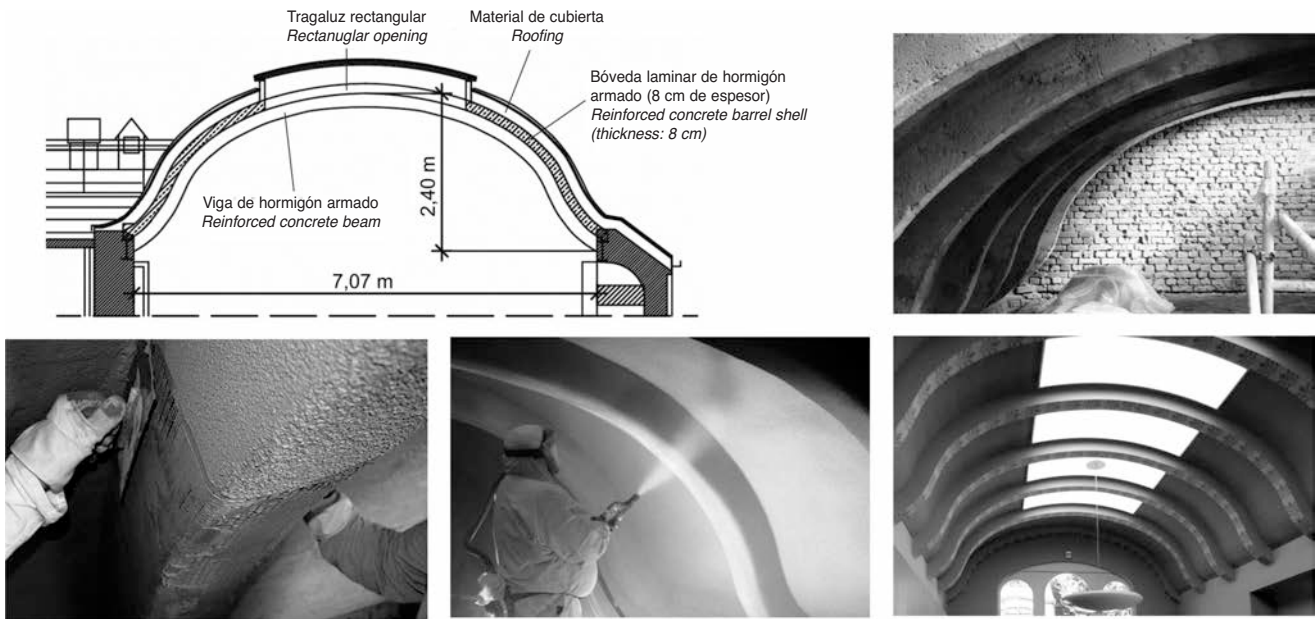 Tragaluz rectangular
Rectanuglar opening
Material de cubierta
Roofing
Bóveda laminar de hormigón
armado (8 cm de espesor)
Reinforced concrete barrel shell
(thickness: 8 cm)
Viga de hormigón armado
Reinforced concrete beam
2,40 m
7,07 m